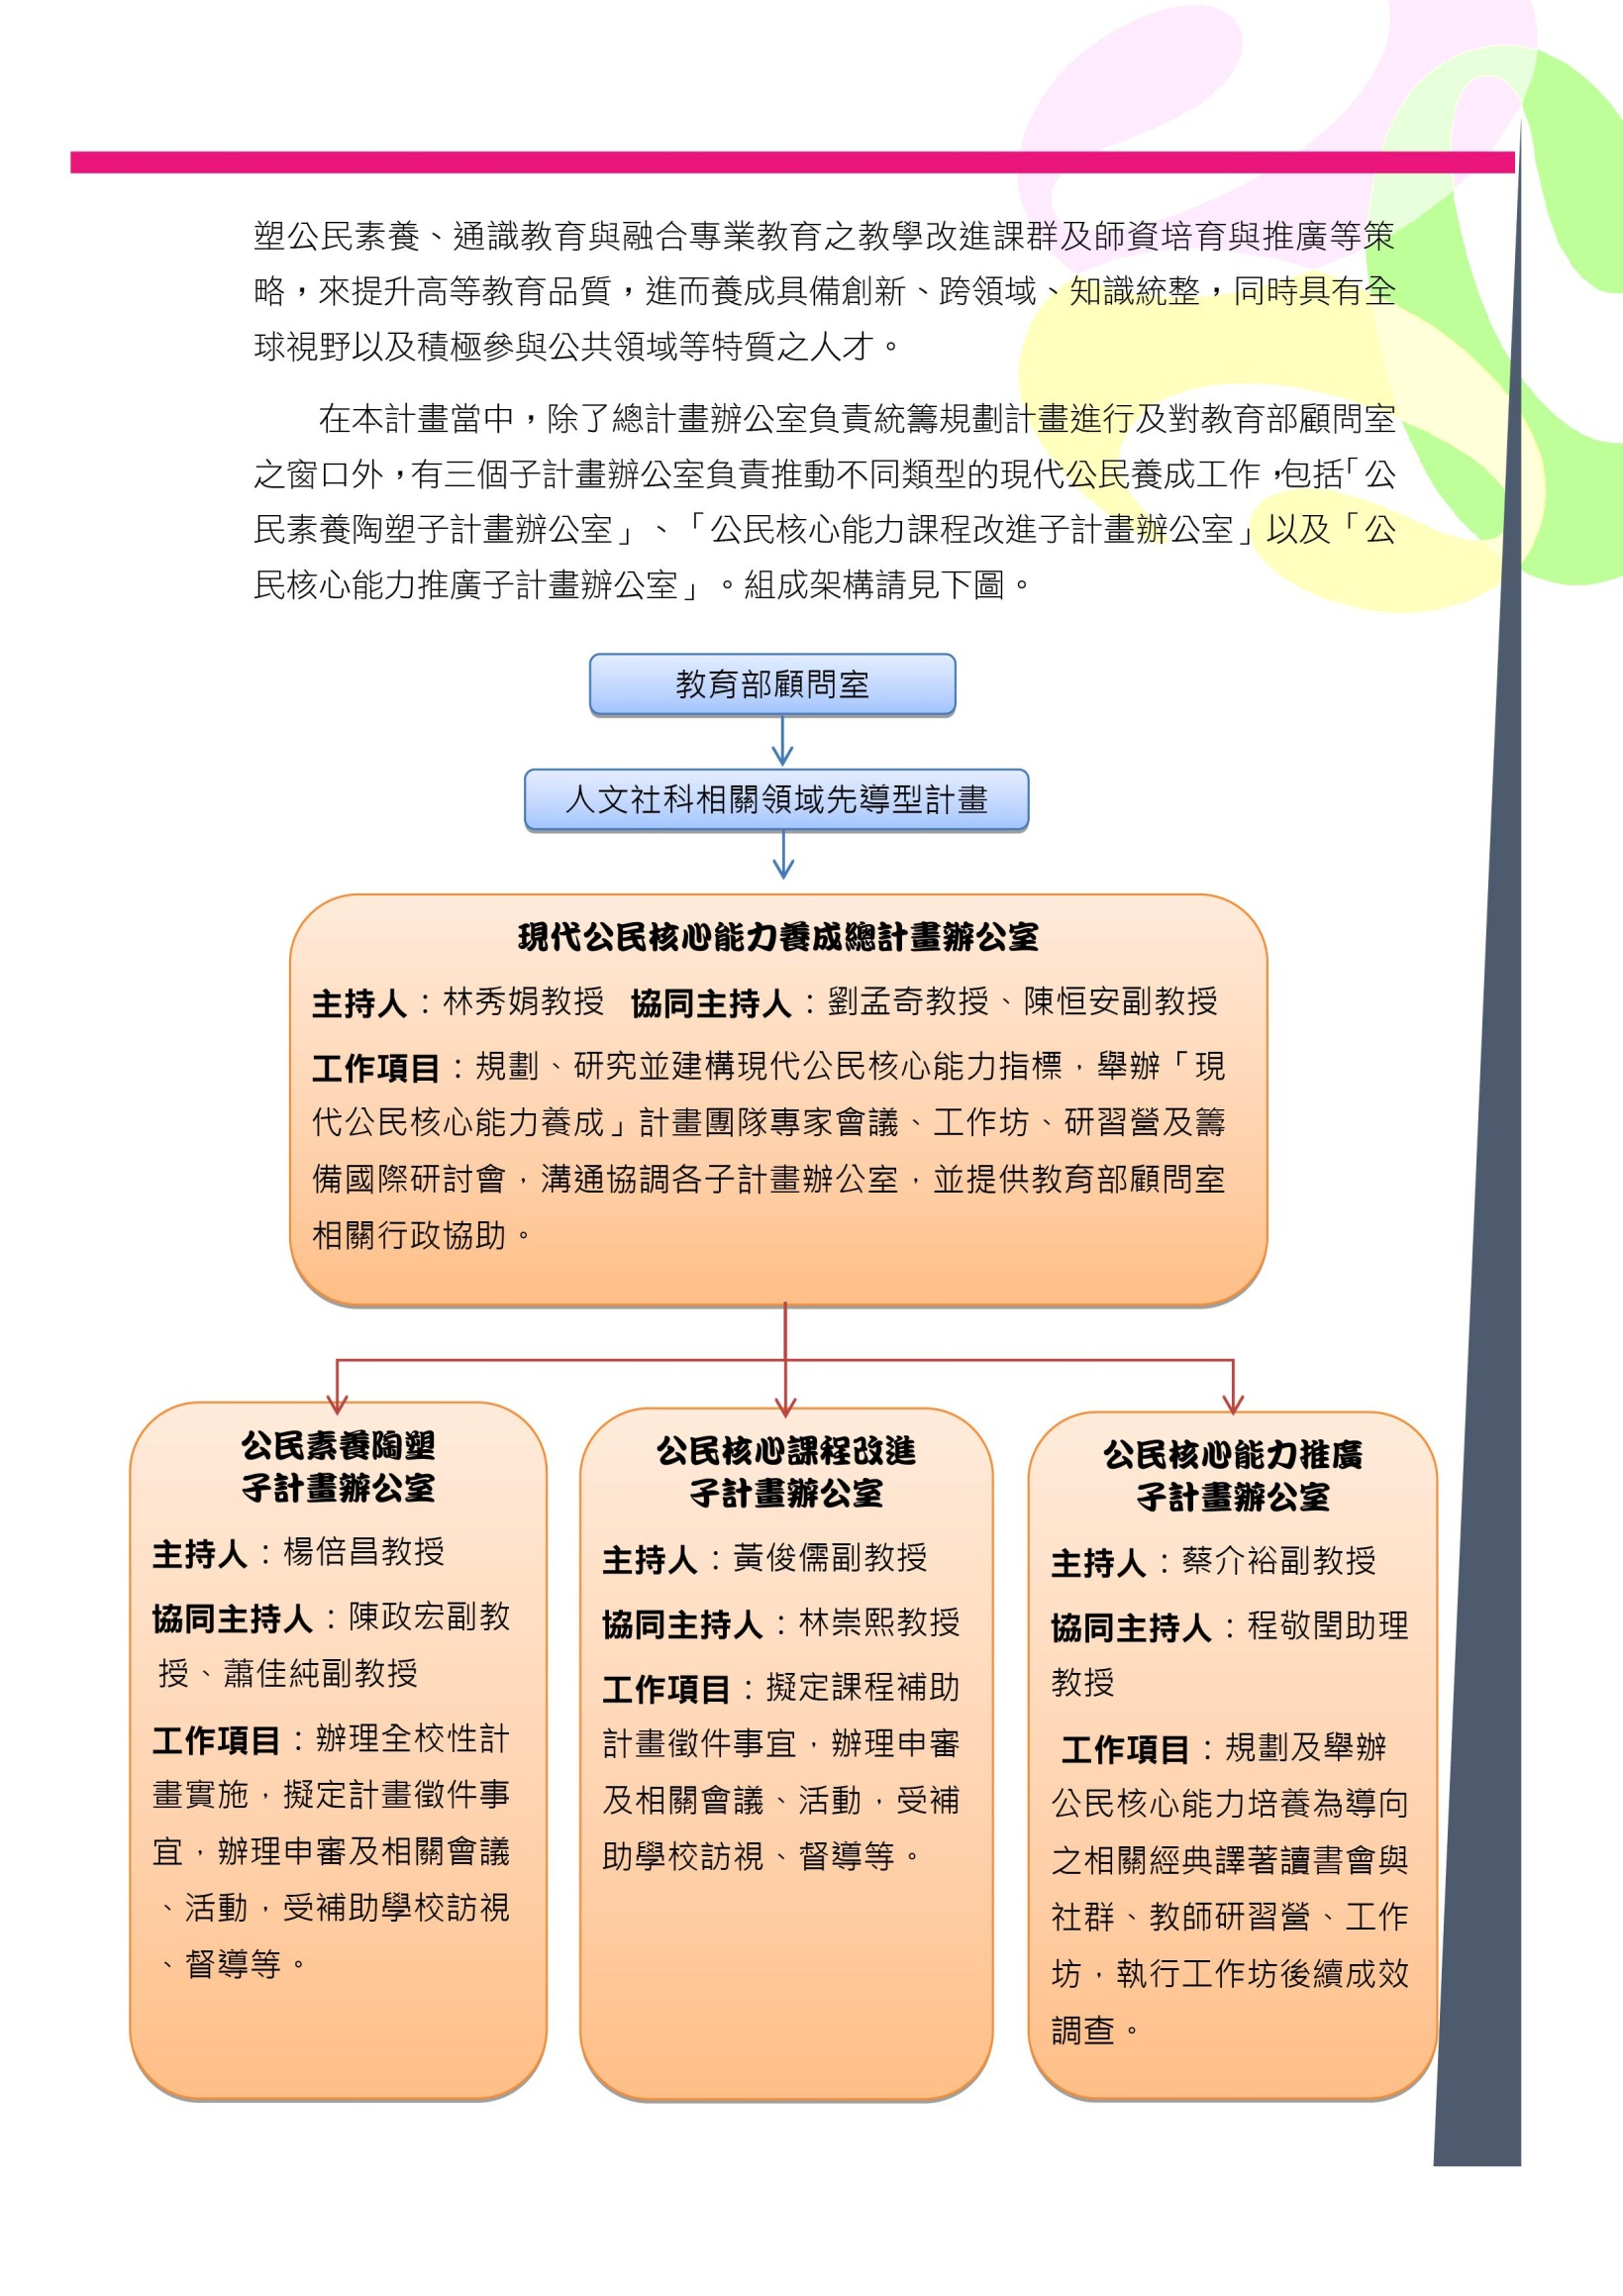 塑公民素養、通識教育與融合專業教育之教學改進課群及師資培育與推廣等策
略，來提升高等教育品質，進而養成具備創新、跨領域、知識統整，同時具有全
球視野以及積極參與公共領域等特質之人才。
在本計畫當中，除了總計畫辦公室負責統籌規劃計畫進行及對教育部顧問室
之窗口外，有三個子計畫辦公室負責推動不同類型的現代公民養成工作，包括「公
民素養陶塑子計畫辦公室」、「公民核心能力課程改進子計畫辦公室」以及「公
民核心能力推廣子計畫辦公室」。組成架構請見下圖。
教育部顧問室
人文社科相關領域先導型計畫
現代公民核心能力養成總計畫辦公室
主持人：林秀娟教授 協同主持人：劉孟奇教授、陳恒安副教授
工作項目：規劃、研究並建構現代公民核心能力指標，舉辦「現
代公民核心能力養成」計畫團隊專家會議、工作坊、研習營及籌
備國際研討會，溝通協調各子計畫辦公室，並提供教育部顧問室
相關行政協助。
公民素養陶塑
子計畫辦公室
主持人：楊倍昌教授
協同主持人：陳政宏副教
授、蕭佳純副教授
工作項目：辦理全校性計
畫實施，擬定計畫徵件事
宜，辦理申審及相關會議
、活動，受補助學校訪視
、督導等。
公民核心課程改進
子計畫辦公室
主持人：黃俊儒副教授
協同主持人：林崇熙教授
工作項目：擬定課程補助
計畫徵件事宜，辦理申審
及相關會議、活動，受補
助學校訪視、督導等。
公民核心能力推廣
子計畫辦公室
主持人：蔡介裕副教授
協同主持人：程敬閏助理
教授
工作項目：規劃及舉辦
公民核心能力培養為導向
之相關經典譯著讀書會與
社群、教師研習營、工作
坊，執行工作坊後續成效
調查。